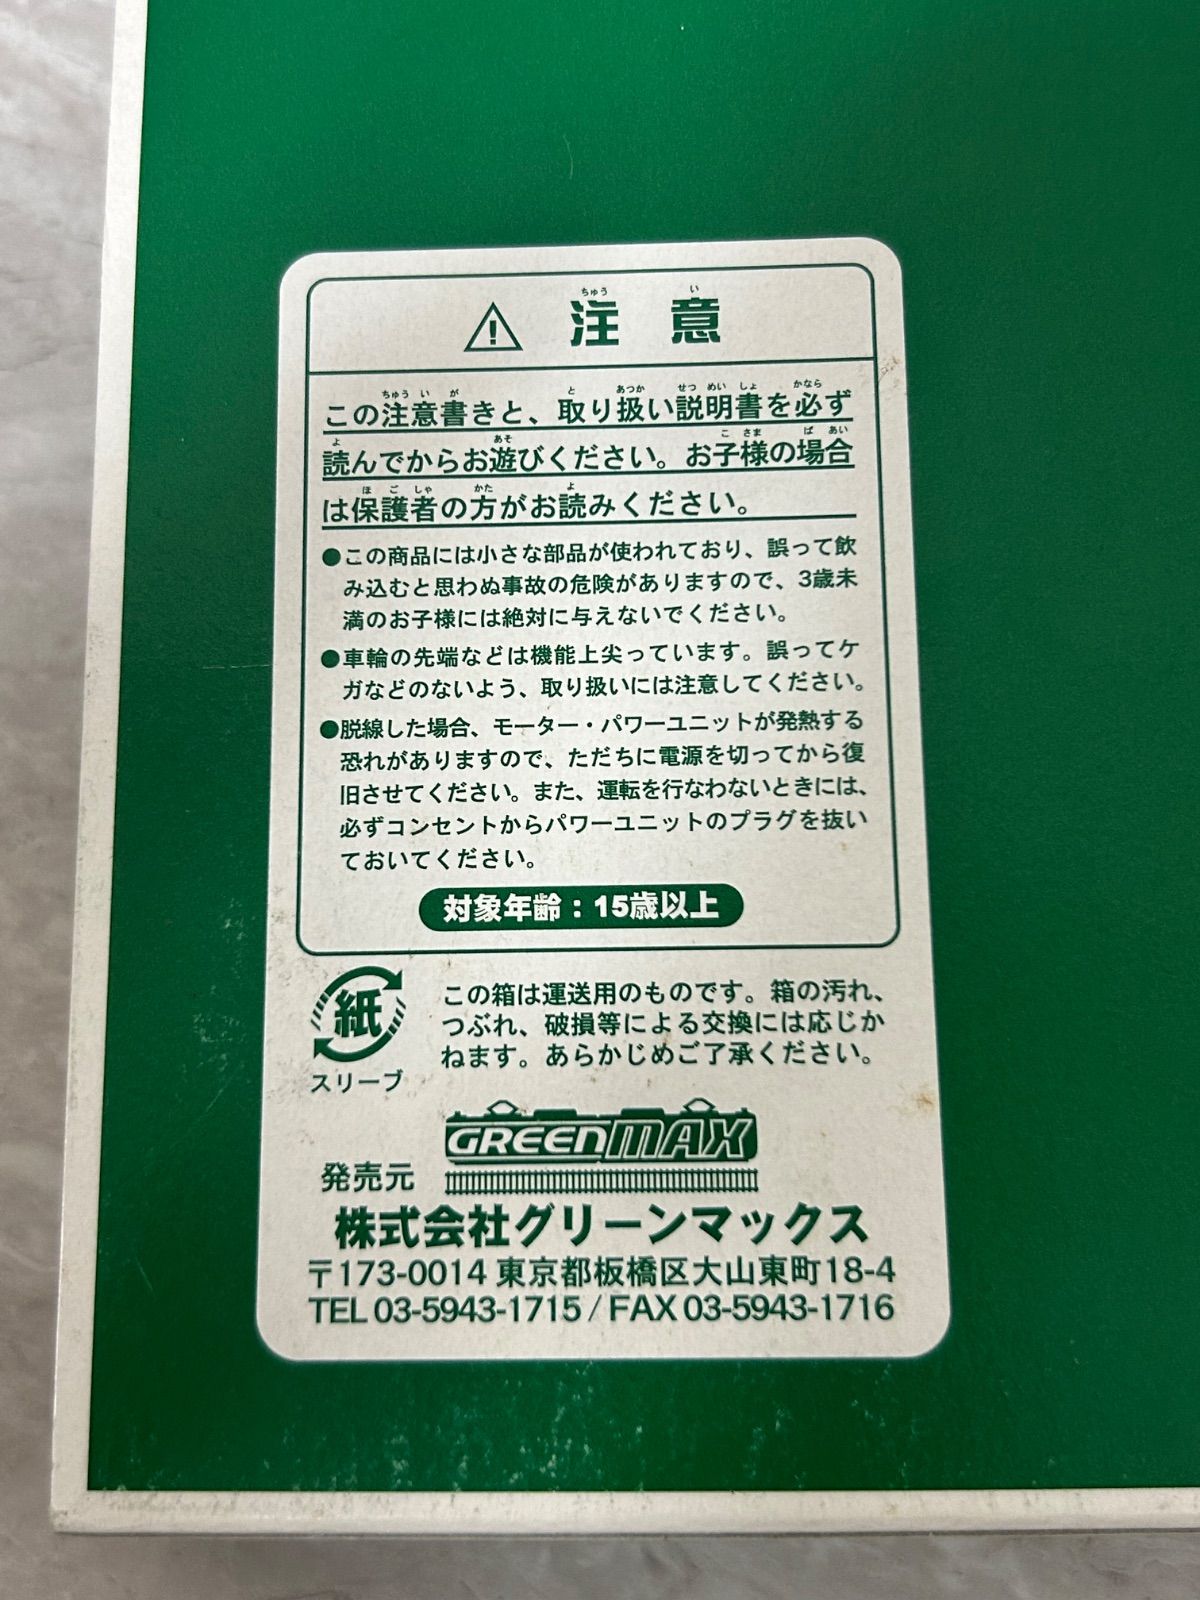 ⚠ 注意
この注意書きと、取り扱い説明書を必ず
読んでからお遊びください。お子様の場合
は保護者の方がお読みください。
●この商品には小さな部品が使われており、誤って飲
み込むと思わぬ事故の危険がありますので、3歳未
満のお子様には絶対に与えないでください。
●車輪の先端などは機能上尖っています。誤ってケ
ガなどのないよう、取り扱いには注意してください。
●脱線した場合、モーター・パワーユニットが発熱する
恐れがありますので、ただちに電源を切ってから復
旧させてください。また、運転を行なわないときには、
必ずコンセントからパワーユニットのプラグを抜い
ておいてください。
対象年齢：15歳以上
紙
スリーブ
この箱は運送用のものです。箱の汚れ、
つぶれ、破損等による交換には応じか
ねます。あらかじめご了承ください。
GREENMAX
発売元
株式会社グリーンマックス
〒173-0014 東京都板橋区大山東町18-4
TEL 03-5943-1715 / FAX 03-5943-1716